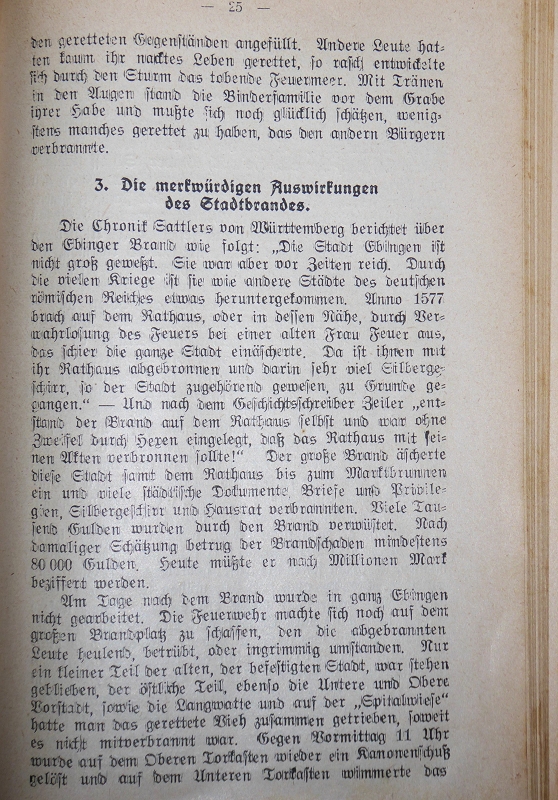 — 25 —
den geretteten Gegenständen angefüllt. Andere Leute hat-
ten kaum ihr nacktes Leben gerettet, so rasch entwickelte
sich durch den Sturm das tobende Feuermeer. Mit Tränen
in den Augen stand die Binderfamilie vor dem Grabe
ihrer Habe und mußte sich noch glücklich schätzen, wenig-
stens manches gerettet zu haben, das den andern Bürgern
verbrannte.
3. Die merkwürdigen Auswirkungen
des Stadtbrandes.
Die Chronik Sattlers von Württemberg berichtet über
den Ebinger Brand wie folgt: „Die Stadt Ebingen ist
nicht groß geweßt. Sie war aber vor Zeiten reich. Durch
die vielen Kriege ist sie wie andere Städte des deutschen
römischen Reiches etwas heruntergekommen. Anno 1577
brach auf dem Rathaus, oder in dessen Nähe, durch Ver-
wahrlosung des Feuers bei einer alten Frau Feuer aus,
das schier die ganze Stadt einäscherte. Da ist ihnen mit
ihr Rathaus abgebronnen und darin sehr viel Silberge-
schirr, so der Stadt zugehörend gewesen, zu Grunde ge-
gangen.“ — Und nach dem Geschichtsschreiber Zeiler „ent-
stand der Brand auf dem Rathaus selbst und war ohne
Zweifel durch Hexen eingelegt, daß das Rathaus mit sei-
nen Akten verbronnen sollte!“ Der große Brand äscherte
diese Stadt samt dem Rathaus bis zum Marktbrunnen
ein und viele städtische Dokumente, Briefe und Privile-
gien, Silbergeschirr und Hausrat verbrannten. Viele Tau-
send Gulden wurden durch den Brand verwüstet. Nach
damaliger Schätzung betrug der Brandschaden mindestens
80 000 Gulden. Heute müßte er nach Millionen Mark
beziffert werden.
Am Tage nach dem Brand wurde in ganz Ebingen
nicht gearbeitet. Die Feuerwehr machte sich noch auf dem
großen Brandplatz zu schaffen, den die abgebrannten
Leute heulend, betrübt, oder ingrimmig umstanden. Nur
ein kleiner Teil der alten, der befestigten Stadt, war stehen
geblieben, der östliche Teil, ebenso die Untere und Obere
Vorstadt, sowie die Langwatte und auf der „Spitalwiese“
hatte man das gerettete Vieh zusammen getrieben, soweit
es nicht mitverbrannt war. Gegen Vormittag 11 Uhr
wurde auf dem Oberen Torkasten wieder ein Kanonenschuß
gelöst und auf dem Unteren Torkasten wimmerte das